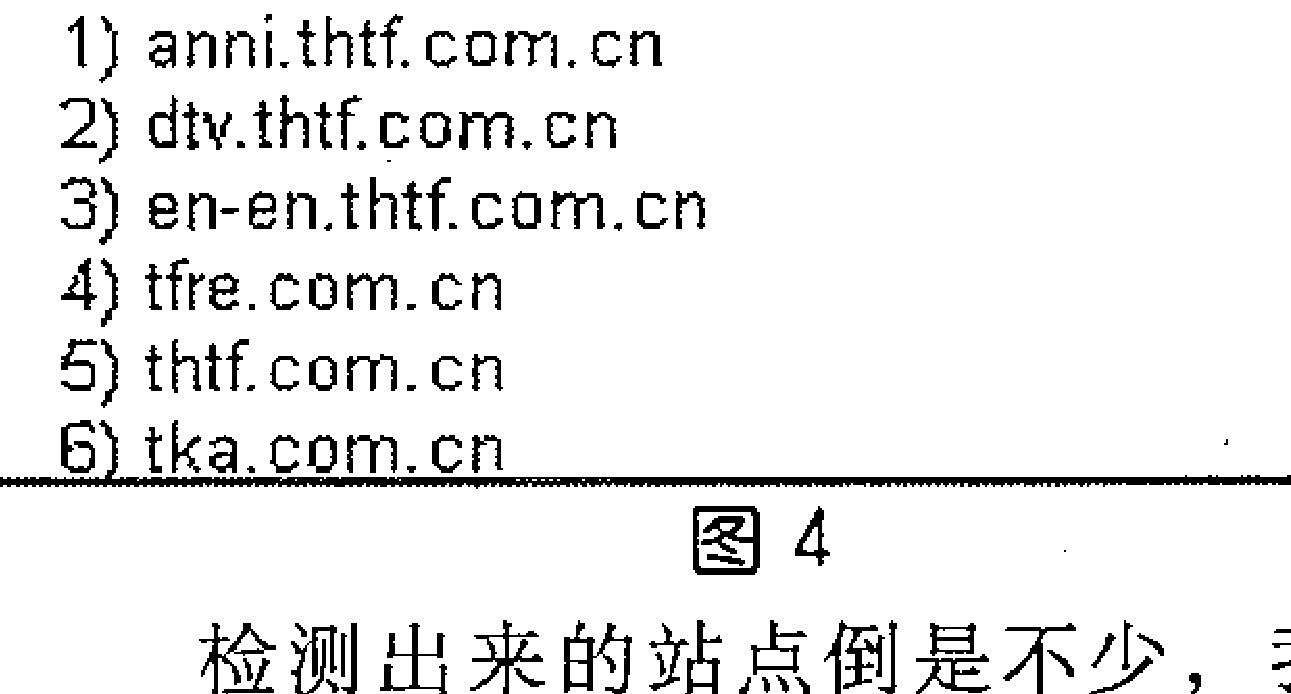 1) anni.thtf.com.cn
2) dtv.thtf.com.cn
3) en-en.thtf.com.cn
4) tfre.com.cn
5) thtf.com.cn
6) tka.com.cn
图 4
检测出来的站点倒是不少，